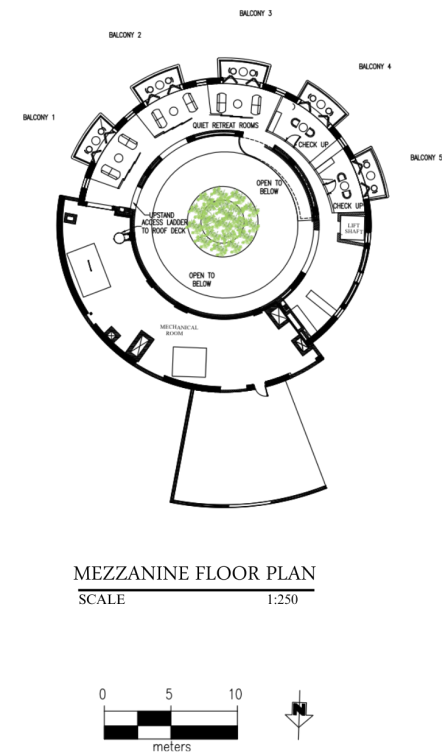 BALCONY 3
BALCONY 2
BALCONY 4
BALCONY 1
BALCONY 5
QUIET RETREAT ROOMS
CHECK UP
CHECK UP
OPEN TO
BELOW
UPSTAND
ACCESS LADDER
TO ROOF DECK
LIFT
SHAFT
OPEN TO
BELOW
MECHANICAL
ROOM
MEZZANINE FLOOR PLAN
SCALE 1:250
0 5 10
meters
N